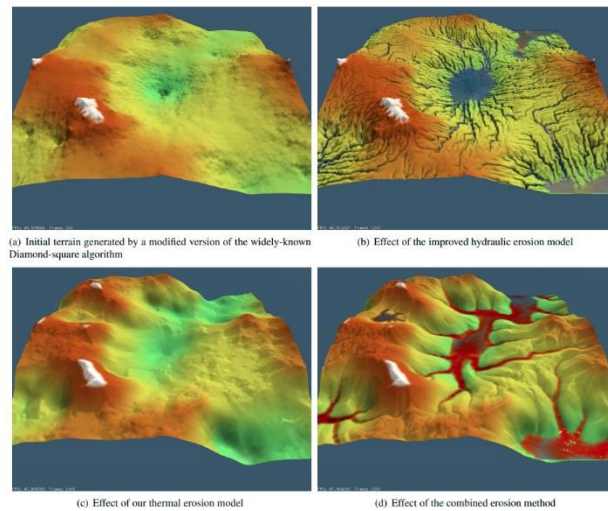 (a) Initial terrain generated by a modified version of the widely-known
Diamond-square algorithm
(b) Effect of the improved hydraulic erosion model
(c) Effect of our thermal erosion model
(d) Effect of the combined erosion method